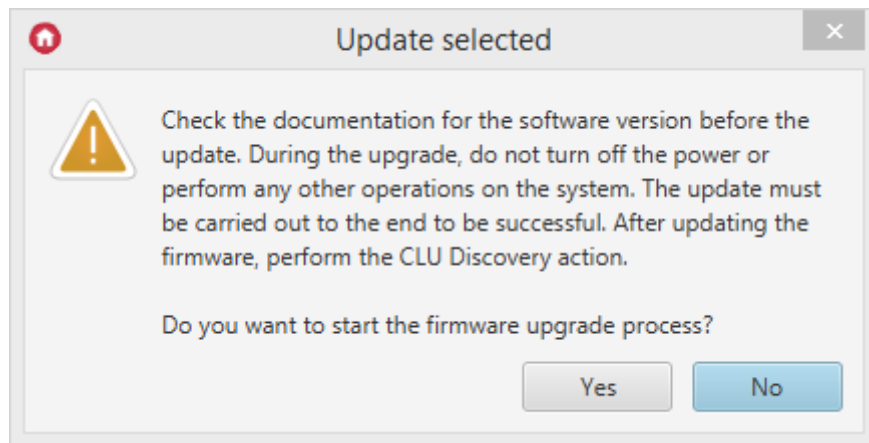 Update selected
Check the documentation for the software version before the
update. During the upgrade, do not turn off the power or
perform any other operations on the system. The update must
be carried out to the end to be successful. After updating the
firmware, perform the CLU Discovery action.
Do you want to start the firmware upgrade process?
Yes
No